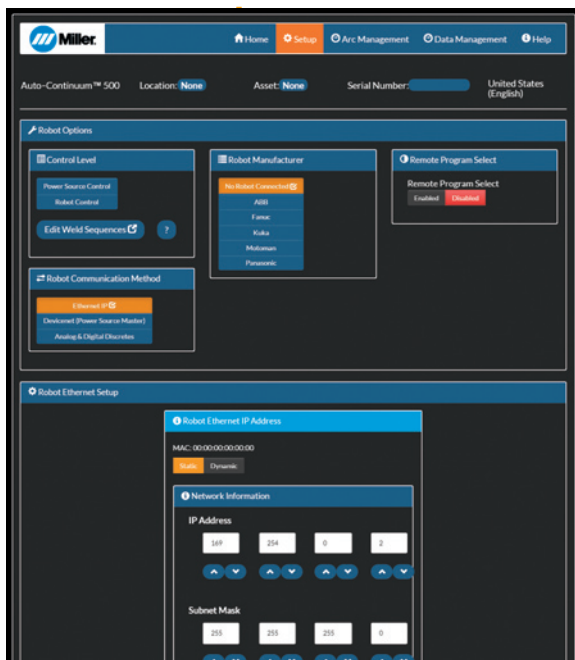 Miller.
Home Setup Arc Management Data Management Help
Auto-Continuum™ 500 Location: None Asset: None Serial Number: United States (English)
Robot Options
Control Level
Power Source Control
Robot Control
Edit Weld Sequences ?
Robot Manufacturer
No Robot Connected
ABB
Fanuc
Kuka
Motoman
Panasonic
Remote Program Select
Remote Program Select
Enabled Disabled
Robot Communication Method
Ethernet IP
Devicenet (Power Source Master)
Analog & Digital Discretes
Robot Ethernet Setup
Robot Ethernet IP Address
MAC: 00:00:00:00:00:00
Static Dynamic
Network Information
IP Address
169 254 0 2
Subnet Mask
255 255 255 0